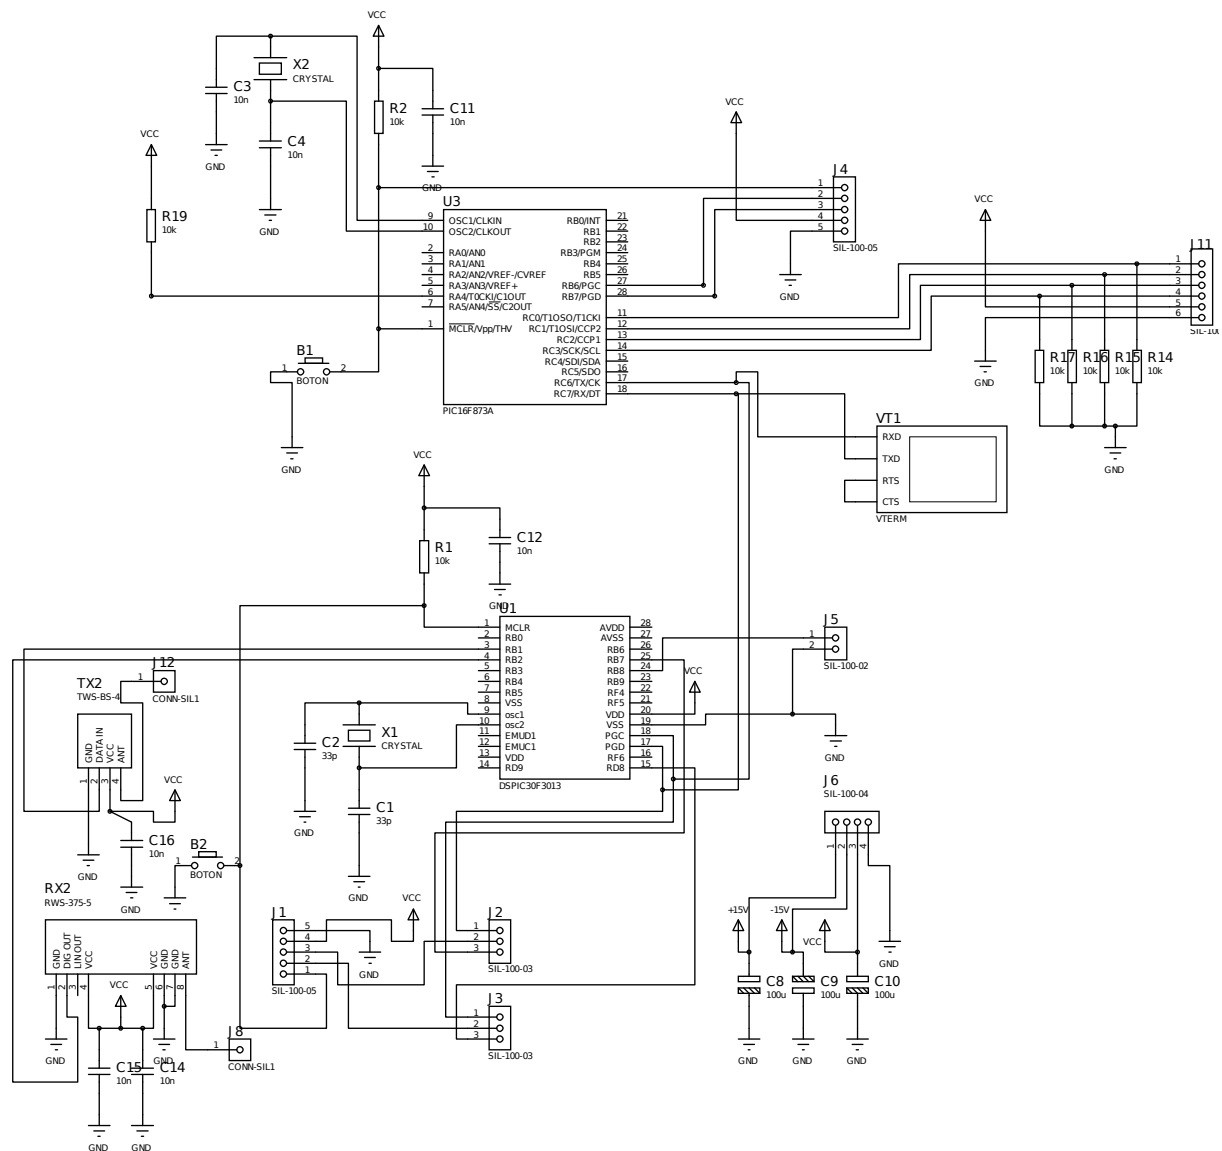 VCC
X2
CRYSTAL
C3
10n
C4
10n
GND
GND
R2
10k
C11
10n
GND
VCC
R19
10k
VCC
J4
1
2
3
4
5
SIL-100-05
GND
U3
9 OSC1/CLKIN
10 OSC2/CLKOUT
2 RA0/AN0
3 RA1/AN1
4 RA2/AN2/VREF-/CVREF
5 RA3/AN3/VREF+
6 RA4/T0CKI/C1OUT
7 RA5/AN4/SS/C2OUT
1 MCLR/Vpp/THV
RB0/INT 21
RB1 22
RB2 23
RB3/PGM 24
RB4 25
RB5 26
RB6/PGC 27
RB7/PGD 28
RC0/T1OSO/T1CKI 11
RC1/T1OSI/CCP2 12
RC2/CCP1 13
RC3/SCK/SCL 14
RC4/SDI/SDA 15
RC5/SDO 16
RC6/TX/CK 17
RC7/RX/DT 18
PIC16F873A
B1
1 2
BOTON
GND
VCC
J11
1
2
3
4
5
6
SIL-100
GND
R17
10k
R16
10k
R15
10k
R14
10k
GND
VT1
RXD
TXD
RTS
CTS
VTERM
VCC
R1
10k
C12
10n
GND
U1
1 MCLR
2 RB0
3 RB1
4 RB2
5 RB3
6 RB4
7 RB5
8 VSS
9 osc1
10 osc2
11 EMUD1
12 EMUC1
13 VDD
14 RD9
AVDD 28
AVSS 27
RB6 26
RB7 25
RB8 24
RB9 23
RF4 22
RF5 21
VDD 20
VSS 19
PGC 18
PGD 17
RF6 16
RD8 15
DSPIC30F3013
VCC
J5
1
2
SIL-100-02
GND
J12
1
CONN-SIL1
TX2
TWS-BS-4
GND
DATA IN
VCC
ANT
1
2
3
4
VCC
C16
10n
GND
GND
C2
33p
GND
X1
CRYSTAL
C1
33p
GND
B2
1 2
BOTON
RX2
RWS-375-5
GND
DIG OUT
LIN OUT
VCC
VCC
GND
GND
ANT
1
2
3
4
5
6
7
8
GND
VCC
GND
C15
10n
C14
10n
GND
GND
J8
1
CONN-SIL1
J1
5
4
3
2
1
SIL-100-05
GND
VCC
J2
1
2
3
SIL-100-03
J3
1
2
3
SIL-100-03
J6
SIL-100-04
1
2
3
4
+15V
-15V
VCC
GND
C8
100u
C9
100u
C10
100u
GND
GND
GND